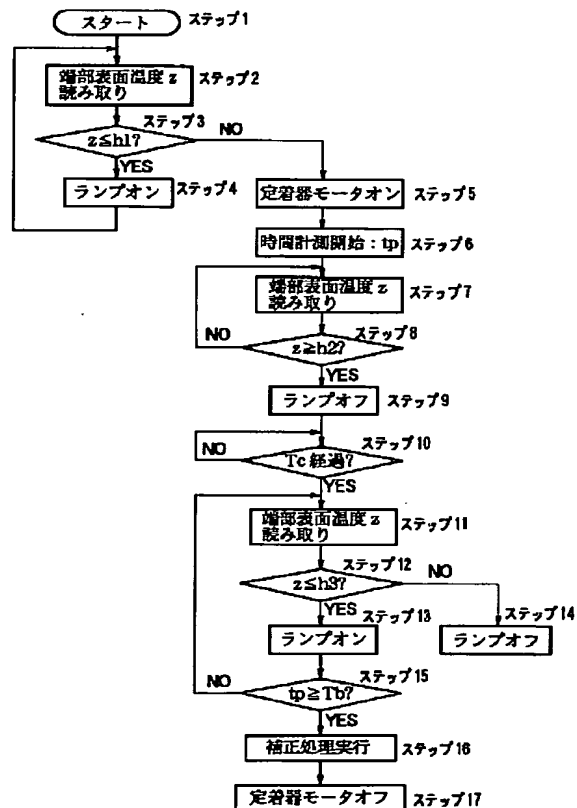 スタート ステップ1
端部表面温度 z
読み取り
ステップ2
ステップ3
z≦h1?
NO
YES
ランプオン ステップ4
定着器モータオン ステップ5
時間計測開始：tp ステップ6
端部表面温度 z
読み取り
ステップ7
ステップ8
z≧h2?
NO
YES
ランプオフ ステップ9
ステップ10
Tc 経過?
NO
YES
端部表面温度 z
読み取り
ステップ11
ステップ12
z≦h3?
NO
YES
ランプオン ステップ13
ランプオフ ステップ14
ステップ15
tp≧Tb?
NO
YES
補正処理実行 ステップ16
定着器モータオフ ステップ17